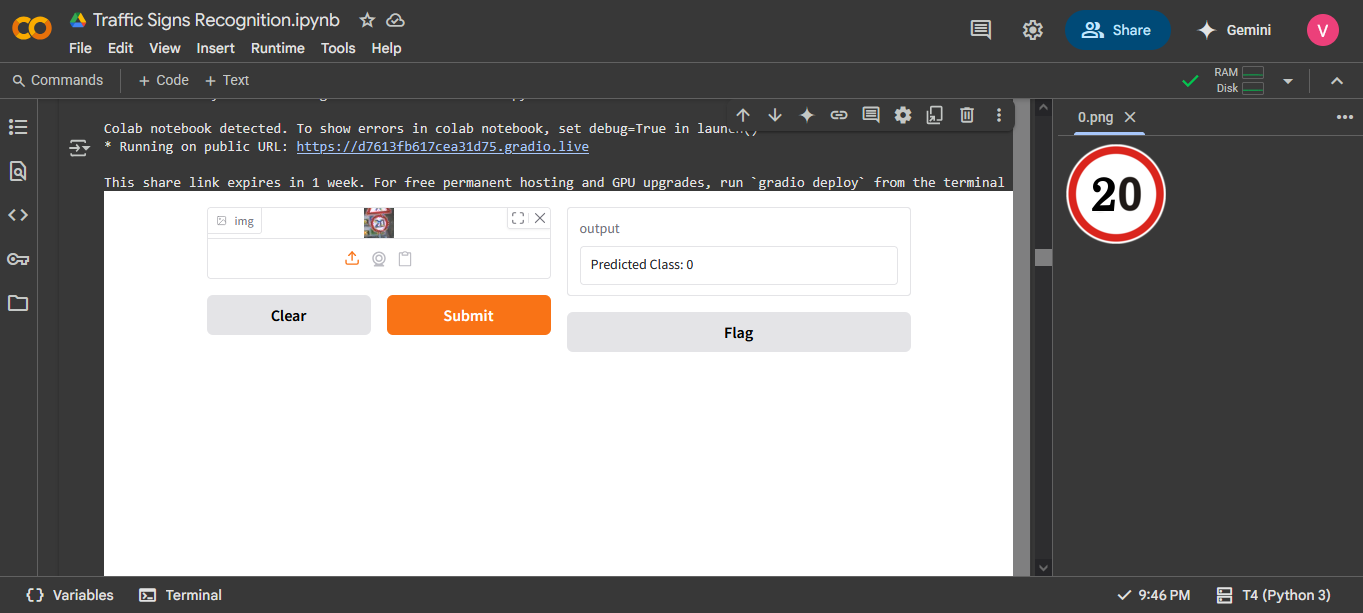 Traffic Signs Recognition.ipynb
File Edit View Insert Runtime Tools Help
Share
Gemini
V
Commands
+ Code + Text
RAM
Disk
Colab notebook detected. To show errors in colab notebook, set debug=True in launch()
* Running on public URL: https://d7613fb617cea31d75.gradio.live
This share link expires in 1 week. For free permanent hosting and GPU upgrades, run `gradio deploy` from the terminal
img
20
Clear
Submit
output
Predicted Class: 0
Flag
0.png
20
Variables
Terminal
9:46 PM
T4 (Python 3)